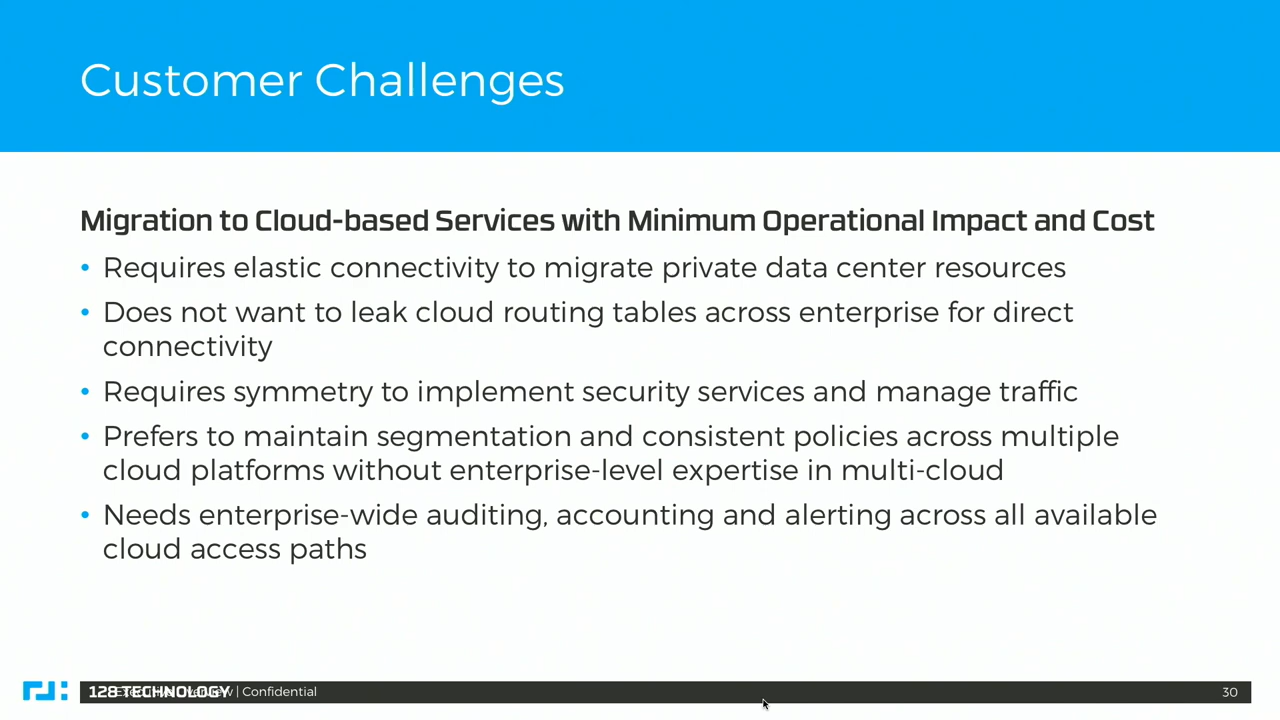 Customer Challenges
Migration to Cloud-based Services with Minimum Operational Impact and Cost
• Requires elastic connectivity to migrate private data center resources
• Does not want to leak cloud routing tables across enterprise for direct
connectivity
• Requires symmetry to implement security services and manage traffic
• Prefers to maintain segmentation and consistent policies across multiple
cloud platforms without enterprise-level expertise in multi-cloud
• Needs enterprise-wide auditing, accounting and alerting across all available
cloud access paths
128 TECHNOLOGY | Confidential 30